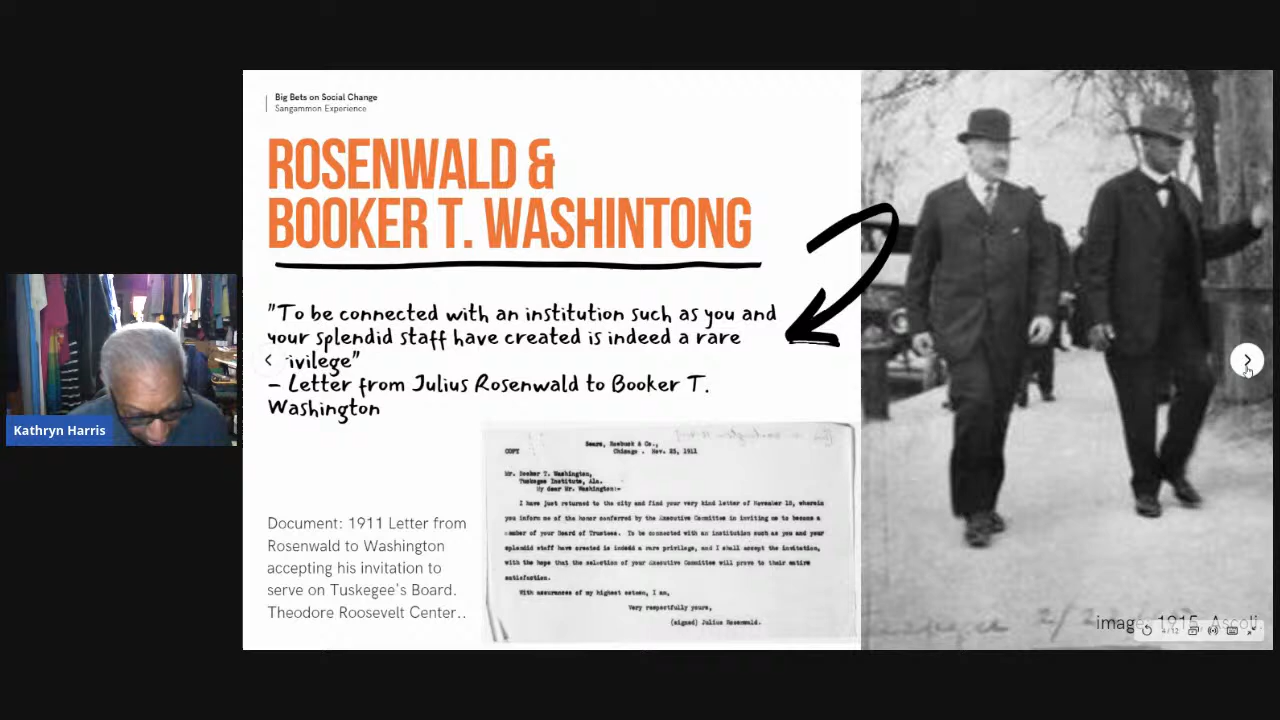 Big Bets on Social Change
Sangammon Experience
ROSENWALD &
BOOKER T. WASHINTONG
"To be connected with an institution such as you and
your splendid staff have created is indeed a rare
ivilege"
– Letter from Julius Rosenwald to Booker T.
Washington
Kathryn Harris
Sears, Roebuck & Co.,
COPY Chicago . Nov. 23, 1911
Mr. Booker T. Washington,
Tuskegee Institute, Ala.
My dear Mr. Washington:-
I have just returned to the city and find your very kind letter of November 18, wherein
you inform me of the honor conferred by the Executive Committee in inviting me to become a
member of your Board of Trustees. To be connected with an institution such as you and your
splendid staff have created is indeed a rare privilege, and I shall accept the invitation,
with the hope that the selection of your Executive Committee will prove to their entire
satisfaction.
With assurances of my highest esteem, I am,
Very respectfully yours,
(signed) Julius Rosenwald.
Document: 1911 Letter from
Rosenwald to Washington
accepting his invitation to
serve on Tuskegee's Board.
Theodore Roosevelt Center..
image: 1915, Ascoli.
4/12